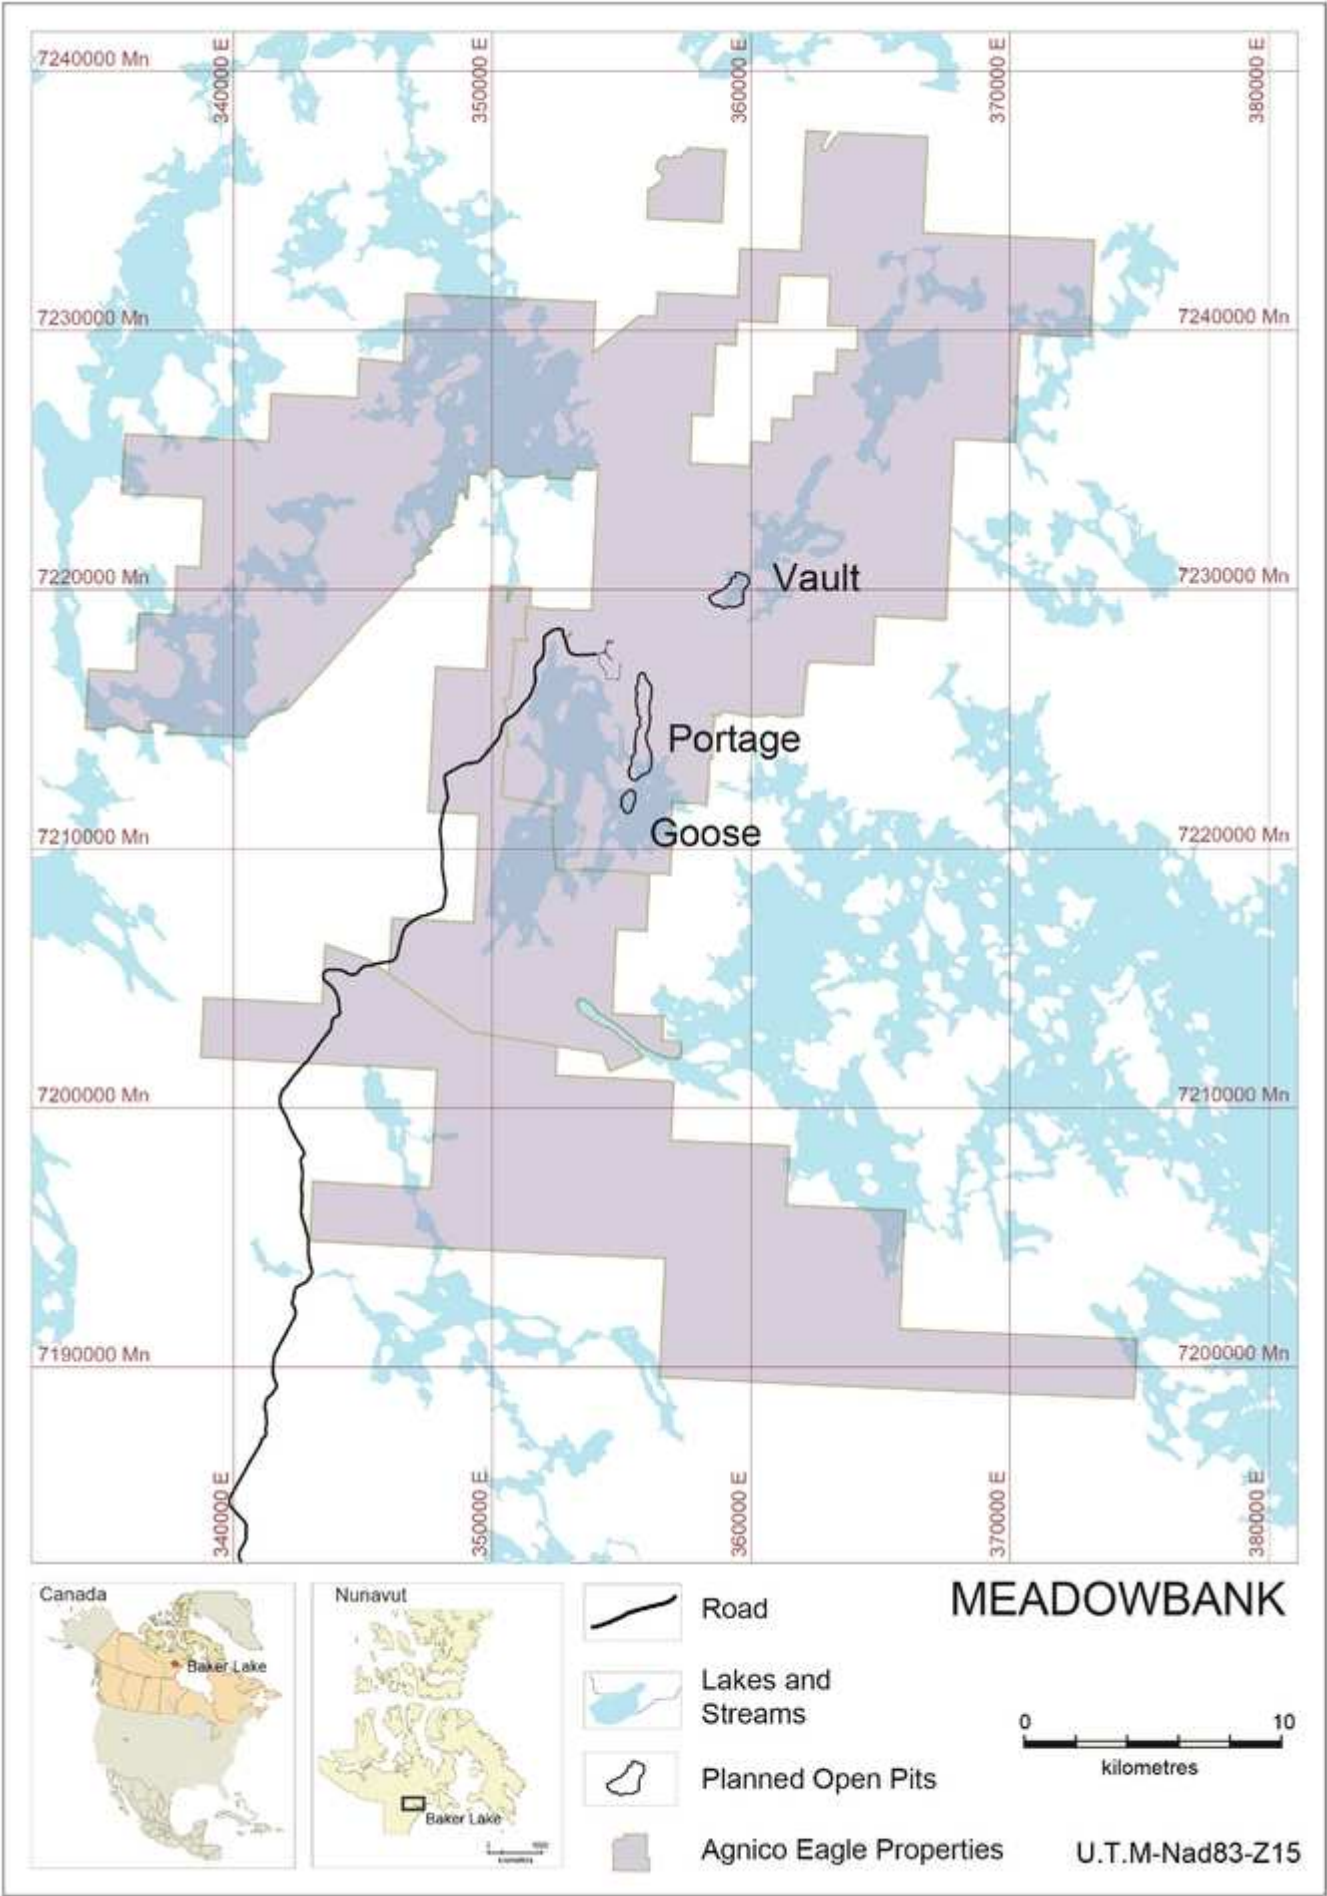 7240000 Mn
340000 E
350000 E
360000 E
370000 E
380000 E
7230000 Mn
7240000 Mn
7220000 Mn
Vault
7230000 Mn
Portage
Goose
7210000 Mn
7220000 Mn
7200000 Mn
7210000 Mn
7190000 Mn
7200000 Mn
340000 E
350000 E
360000 E
370000 E
380000 E
Canada
Baker Lake
Nunavut
Baker Lake
Road
Lakes and
Streams
Planned Open Pits
Agnico Eagle Properties
MEADOWBANK
0 10
kilometres
U.T.M-Nad83-Z15